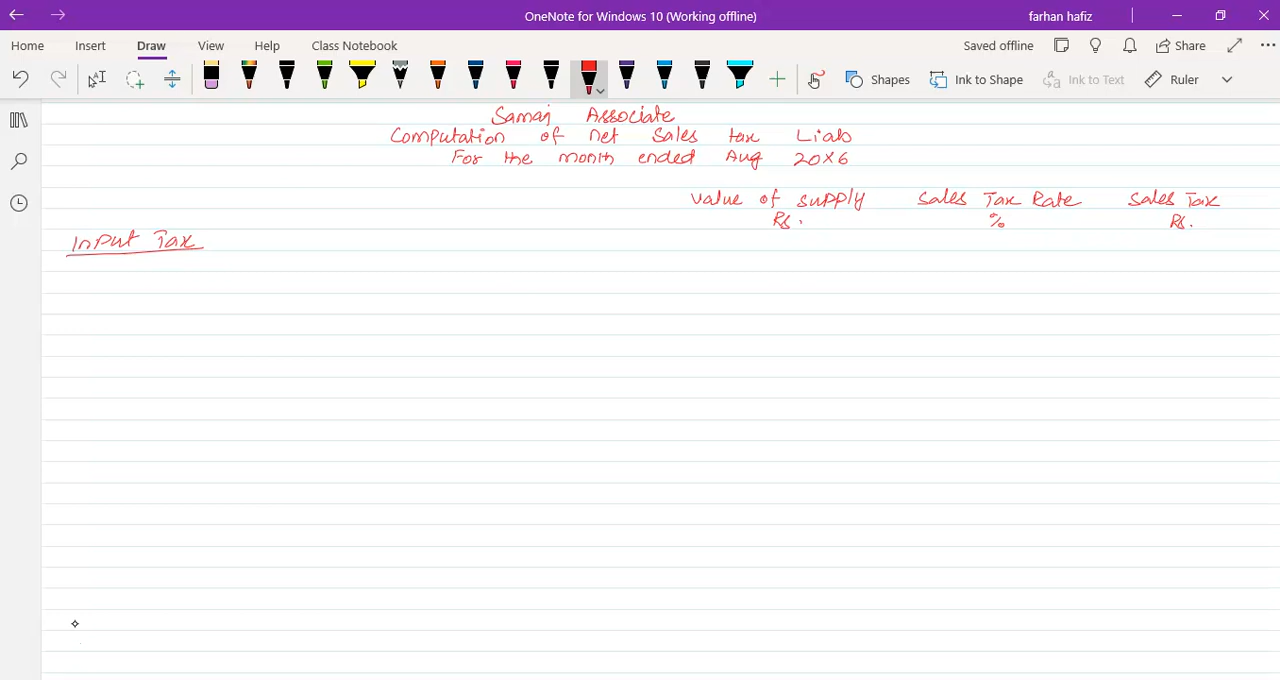 OneNote for Windows 10 (Working offline)
farhan hafiz
Home Insert Draw View Help Class Notebook
Saved offline Share
Shapes Ink to Shape Ink to Text Ruler
Samaj Associate
Computation of net Sales tax Liab
For the month ended Aug 20X6
Value of supply Sales Tax Rate Sales Tax
Rs. % Rs.
Input Tax